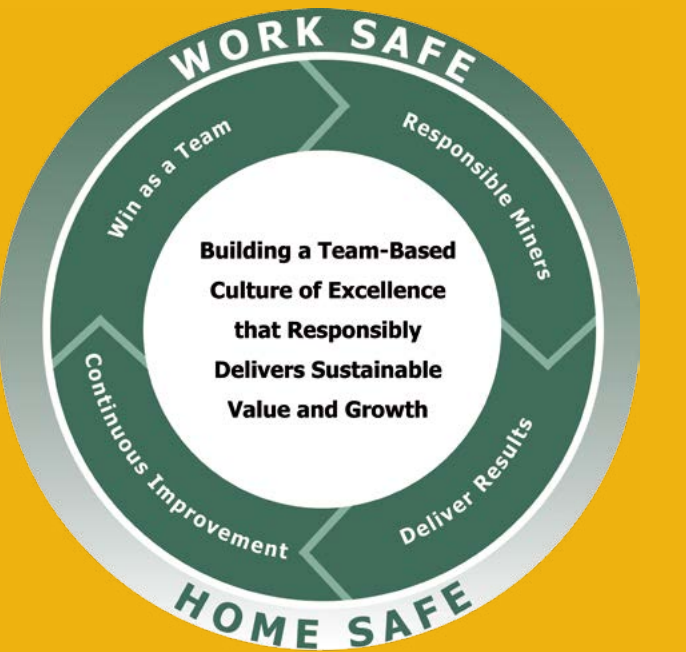 WORK SAFE
Win as a Team
Responsible Miners
Building a Team-Based
Culture of Excellence
that Responsibly
Delivers Sustainable
Value and Growth
Continuous Improvement
Deliver Results
HOME SAFE